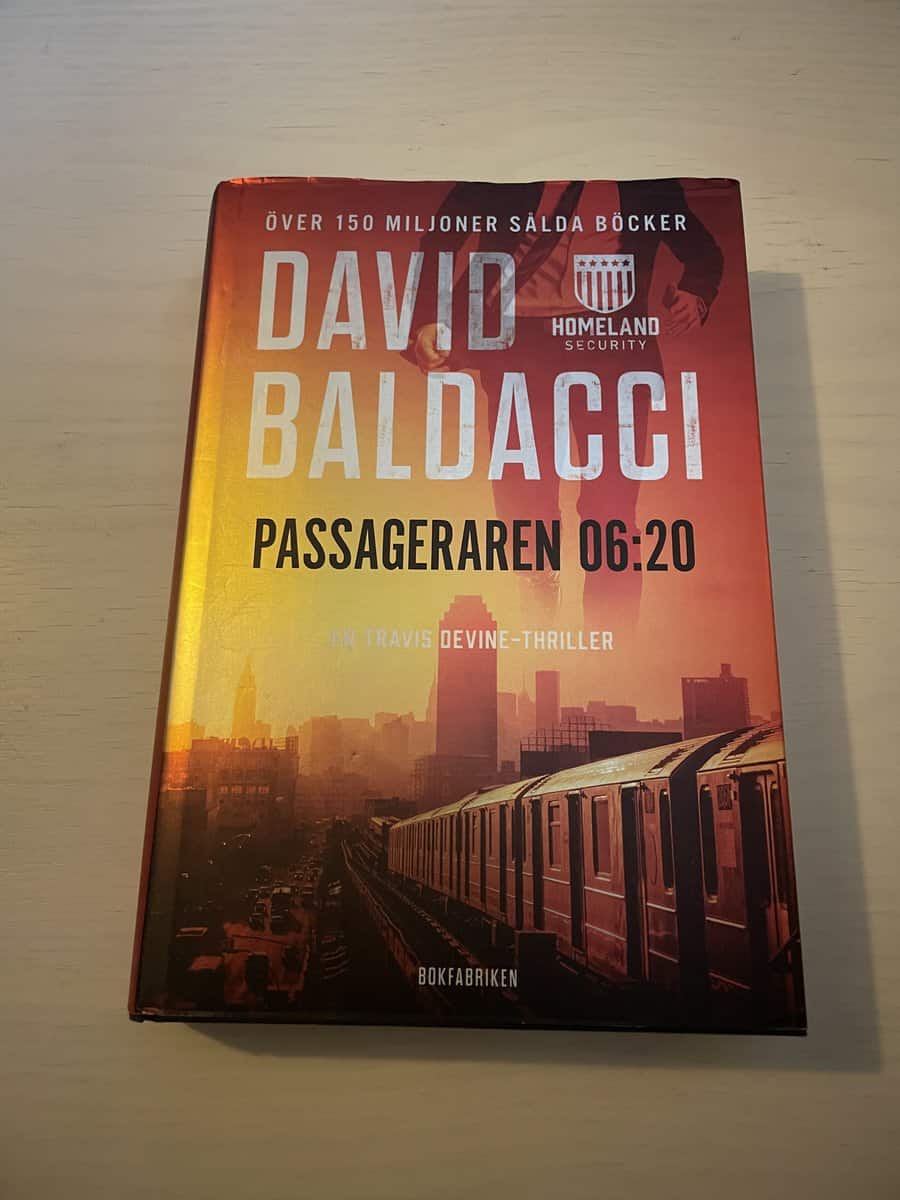 ÖVER 150 MILJONER SÅLDA BÖCKER
DAVID
HOMELAND
SECURITY
BALDACCI
PASSAGERAREN 06:20
EN TRAVIS DEVINE-THRILLER
BOKFABRIKEN